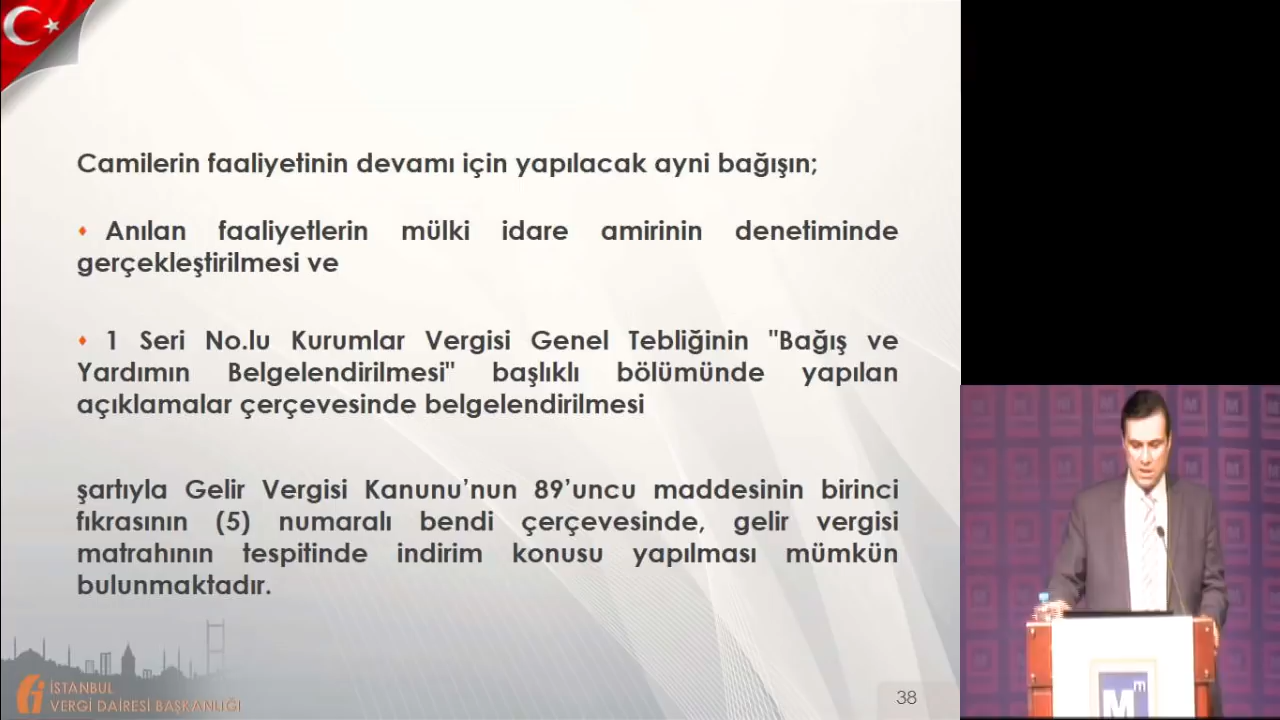 Camilerin faaliyetinin devamı için yapılacak ayni bağışın;
Anılan faaliyetlerin mülki idare amirinin denetiminde
gerçekleştirilmesi ve
1 Seri No.lu Kurumlar Vergisi Genel Tebliğinin "Bağış ve
Yardımın Belgelendirilmesi" başlıklı bölümünde yapılan
açıklamalar çerçevesinde belgelendirilmesi
şartıyla Gelir Vergisi Kanunu’nun 89’uncu maddesinin birinci
fıkrasının (5) numaralı bendi çerçevesinde, gelir vergisi
matrahının tespitinde indirim konusu yapılması mümkün
bulunmaktadır.
İSTANBUL
VERGİ DAİRESİ BAŞKANLIĞI
38
Mm